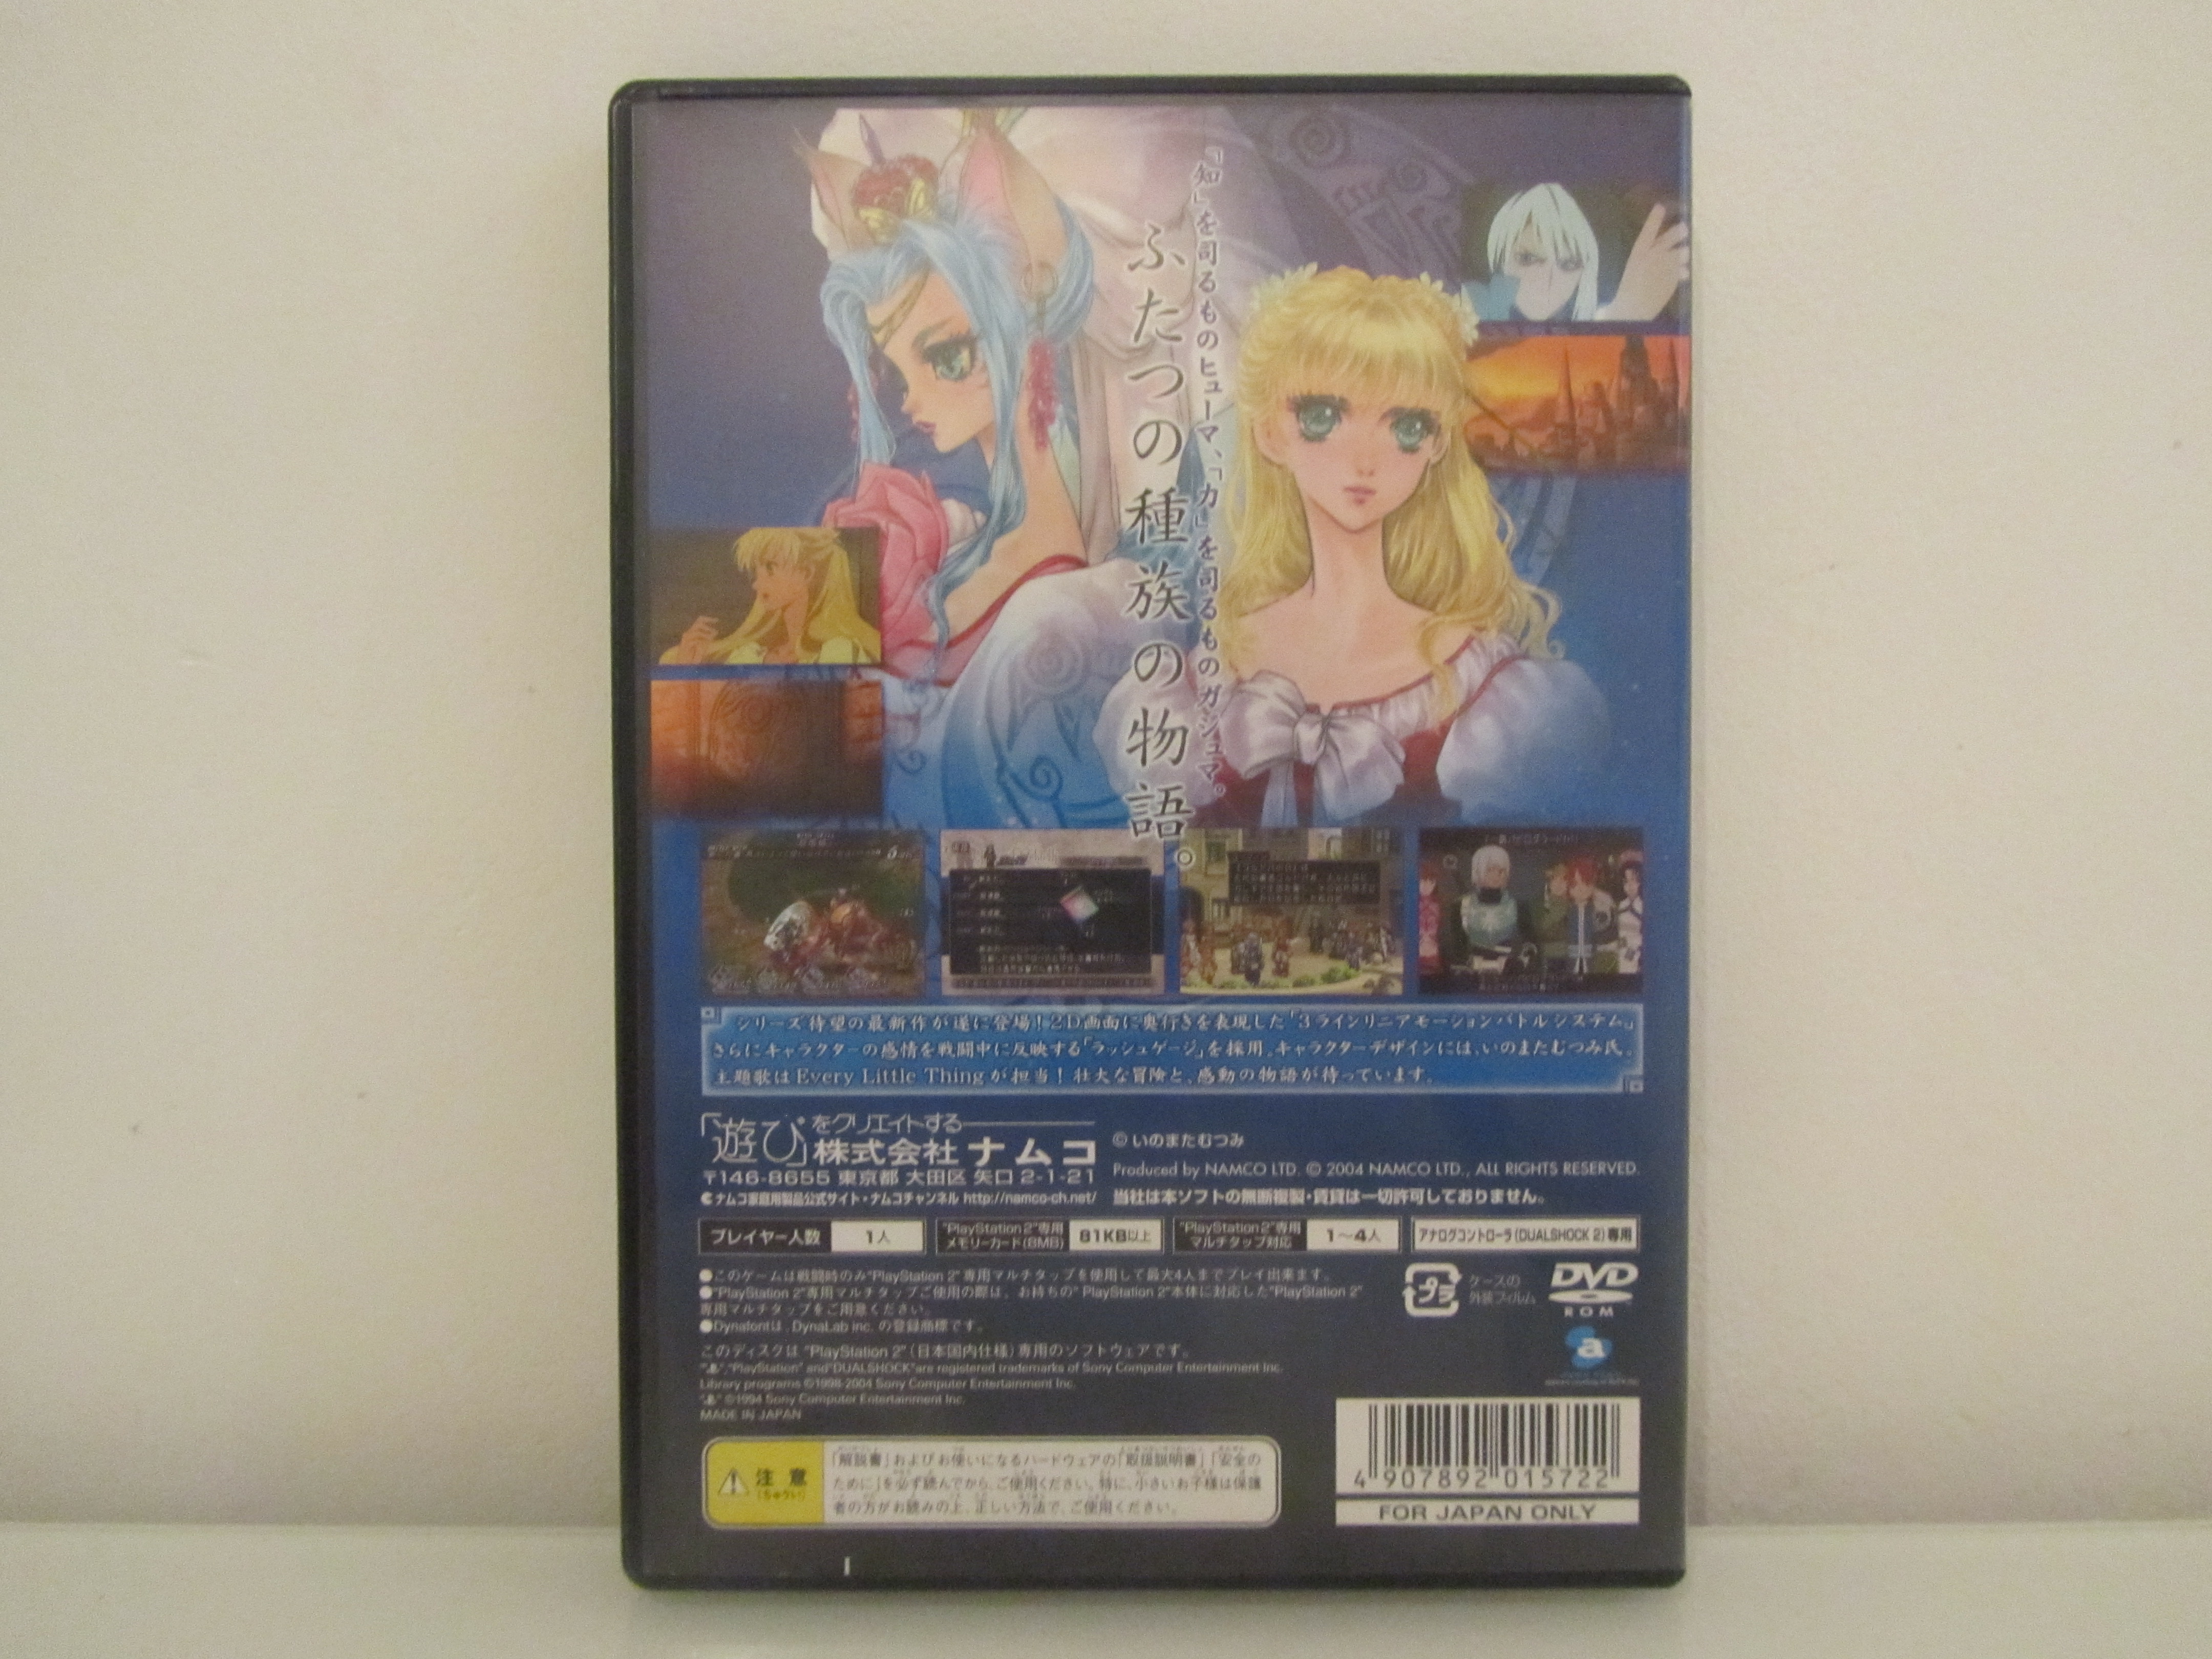 「知」を司るものヒューマ、「力」を司るものガジュマ。
ふたつの種族の物語。
シリーズ待望の最新作が遂に登場！2D画面に奥行きを表現した「3ラインリニアモーションバトルシステム」
さらにキャラクターの感情を戦闘中に反映する「ラッシュゲージ」を採用。キャラクターデザインには、いのまたむつみ氏。
主題歌はEvery Little Thingが担当！壮大な冒険と、感動の物語が待っています。
「遊び」をクリエイトする
株式会社ナムコ
〒146-8655 東京都 大田区 矢口 2-1-21
ナムコ家庭用製品公式サイト・ナムコチャンネル http://namco-ch.net/
© いのまたむつみ
Produced by NAMCO LTD. © 2004 NAMCO LTD., ALL RIGHTS RESERVED.
当社は本ソフトの無断複製・賃貸は一切許可しておりません。
プレイヤー人数 1人
"PlayStation 2"専用メモリーカード(8MB) 81KB以上
"PlayStation 2"専用マルチタップ対応 1〜4人
アナログコントローラ(DUALSHOCK 2)専用
●このゲームは戦闘時のみ"PlayStation 2"専用マルチタップを使用して最大4人までプレイ出来ます。
●"PlayStation 2"専用マルチタップご使用の際は、お持ちの"PlayStation 2"本体に対応した"PlayStation 2"
専用マルチタップをご用意ください。
●Dynafontは、DynaLab inc. の登録商標です。
このディスクは "PlayStation 2"(日本国内仕様)専用のソフトウェアです。
"PlayStation" and "DUALSHOCK" are registered trademarks of Sony Computer Entertainment Inc.
Library programs ©1998-2004 Sony Computer Entertainment Inc.
©1994 Sony Computer Entertainment Inc.
MADE IN JAPAN
プラ
ケースの
外装フィルム
DVD
ROM
a
注意
(ちゅうい)
「解説書」およびお使いになるハードウェアの「取扱説明書」「安全の
ために」を必ず読んでから、ご使用ください。特に、小さいお子様は保護
者の方がお読みの上、正しい方法で、ご使用ください。
4 907892 015722
FOR JAPAN ONLY